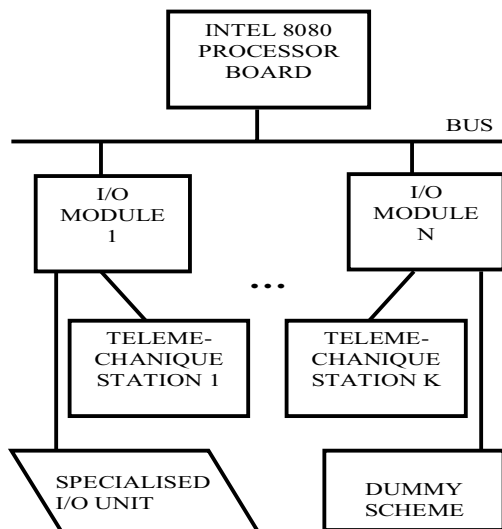 INTEL 8080
PROCESSOR
BOARD
BUS
I/O
MODULE
1
I/O
MODULE
N
...
TELEME-
CHANIQUE
STATION 1
TELEME-
CHANIQUE
STATION K
SPECIALISED
I/O UNIT
DUMMY
SCHEME